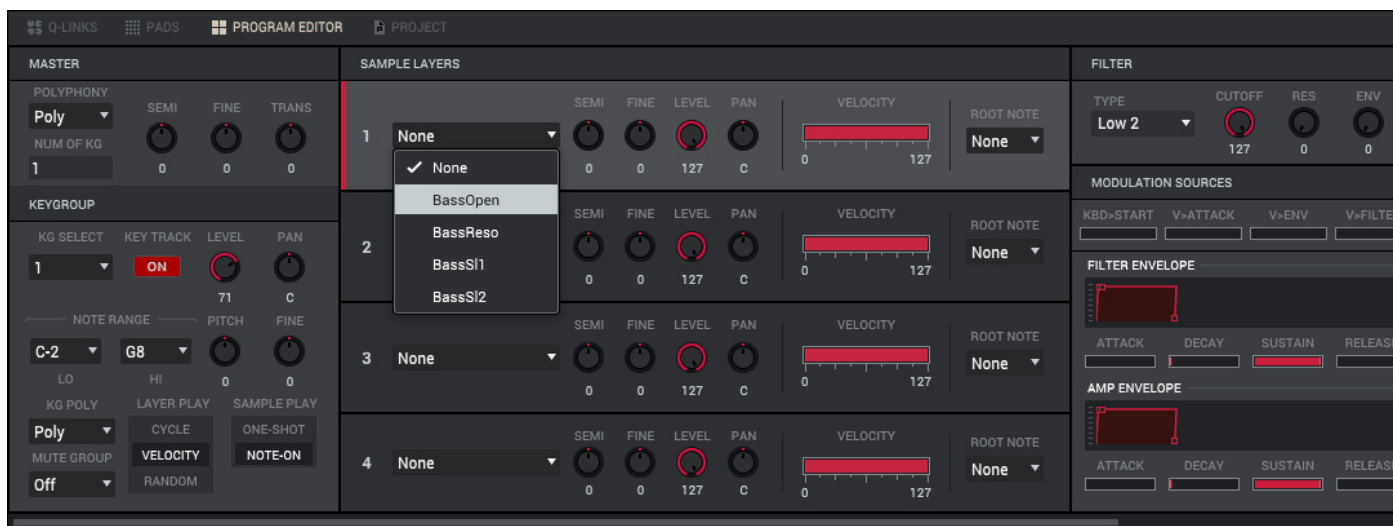 Q-LINKS PADS PROGRAM EDITOR PROJECT
MASTER
POLYPHONY
Poly
SEMI FINE TRANS
NUM OF KG
1
0 0 0
KEYGROUP
KG SELECT KEY TRACK LEVEL PAN
1 ON
71 C
NOTE RANGE PITCH FINE
C-2 G8
LO HI 0 0
KG POLY LAYER PLAY SAMPLE PLAY
Poly CYCLE ONE-SHOT
MUTE GROUP VELOCITY NOTE-ON
Off RANDOM
SAMPLE LAYERS
SEMI FINE LEVEL PAN VELOCITY ROOT NOTE
1 None None
0 0 127 C 0 127
None
BassOpen
BassReso
BassSl1
BassSl2
SEMI FINE LEVEL PAN VELOCITY ROOT NOTE
2 None
0 0 127 C 0 127
SEMI FINE LEVEL PAN VELOCITY ROOT NOTE
3 None None
0 0 127 C 0 127
SEMI FINE LEVEL PAN VELOCITY ROOT NOTE
4 None None
0 0 127 C 0 127
FILTER
TYPE CUTOFF RES ENV
Low 2
127 0 0
MODULATION SOURCES
KBD>START V>ATTACK V>ENV V>FILTE
FILTER ENVELOPE
ATTACK DECAY SUSTAIN RELEAS
AMP ENVELOPE
ATTACK DECAY SUSTAIN RELEAS